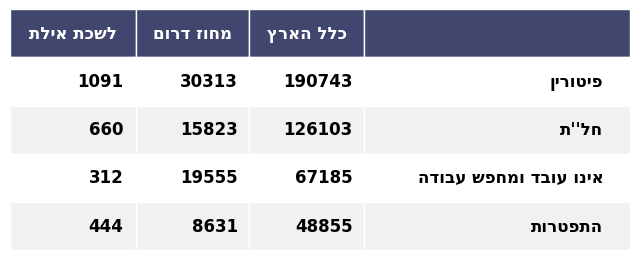 כלל הארץ מחוז דרום לשכת אילת
פיטורין 190743 30313 1091
חל''ת 126103 15823 660
אינו עובד ומחפש עבודה 67185 19555 312
התפטרות 48855 8631 444